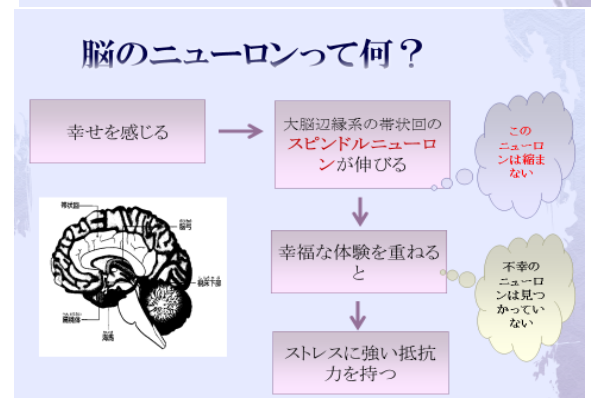 脳のニューロンって何？
幸せを感じる
大脳辺縁系の帯状回の
スピンドルニューロ
ンが伸びる
この
ニューロ
ンは縮ま
ない
幸福な体験を重ねる
と
不幸の
ニューロ
ンは見つ
かってい
ない
ストレスに強い抵抗
力を持つ
帯状回
脳弓
視床下部
海馬